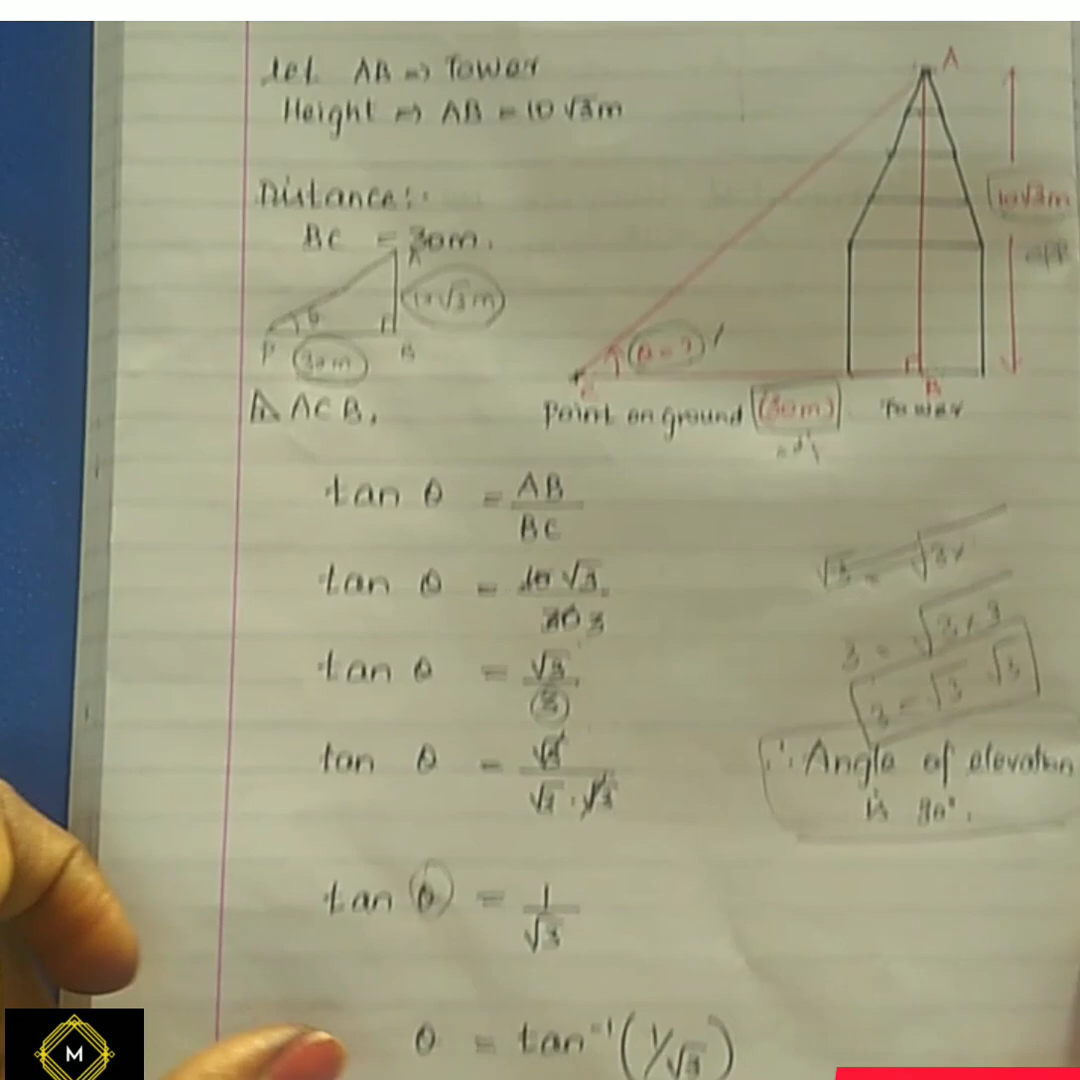 let AB => Tower
Height => AB = 10√3m
Distance:-
BC = 30m.
A
(10√3m)
θ
P (30m) B
△ ACB,
A
10√3m
opp
(θ = ?)
C
B
Point on ground (30m) Tower
adj
tan θ = AB/BC
tan θ = 10√3/30 3
tan θ = √3/3
tan θ = √3/√3 · √3
tan θ = 1/√3
θ = tan⁻¹(1/√3)
√3 = √3×
3 = √3×3
3 = √3 √3
∴ Angle of elevation
is 30°.
M